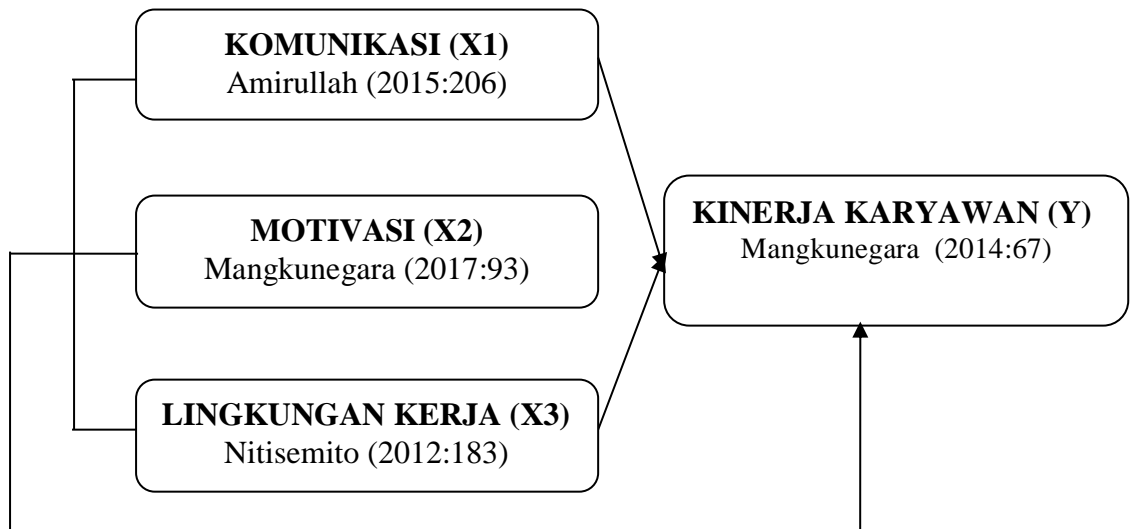 KOMUNIKASI (X1)
Amirullah (2015:206)
MOTIVASI (X2)
Mangkunegara (2017:93)
LINGKUNGAN KERJA (X3)
Nitisemito (2012:183)
KINERJA KARYAWAN (Y)
Mangkunegara (2014:67)